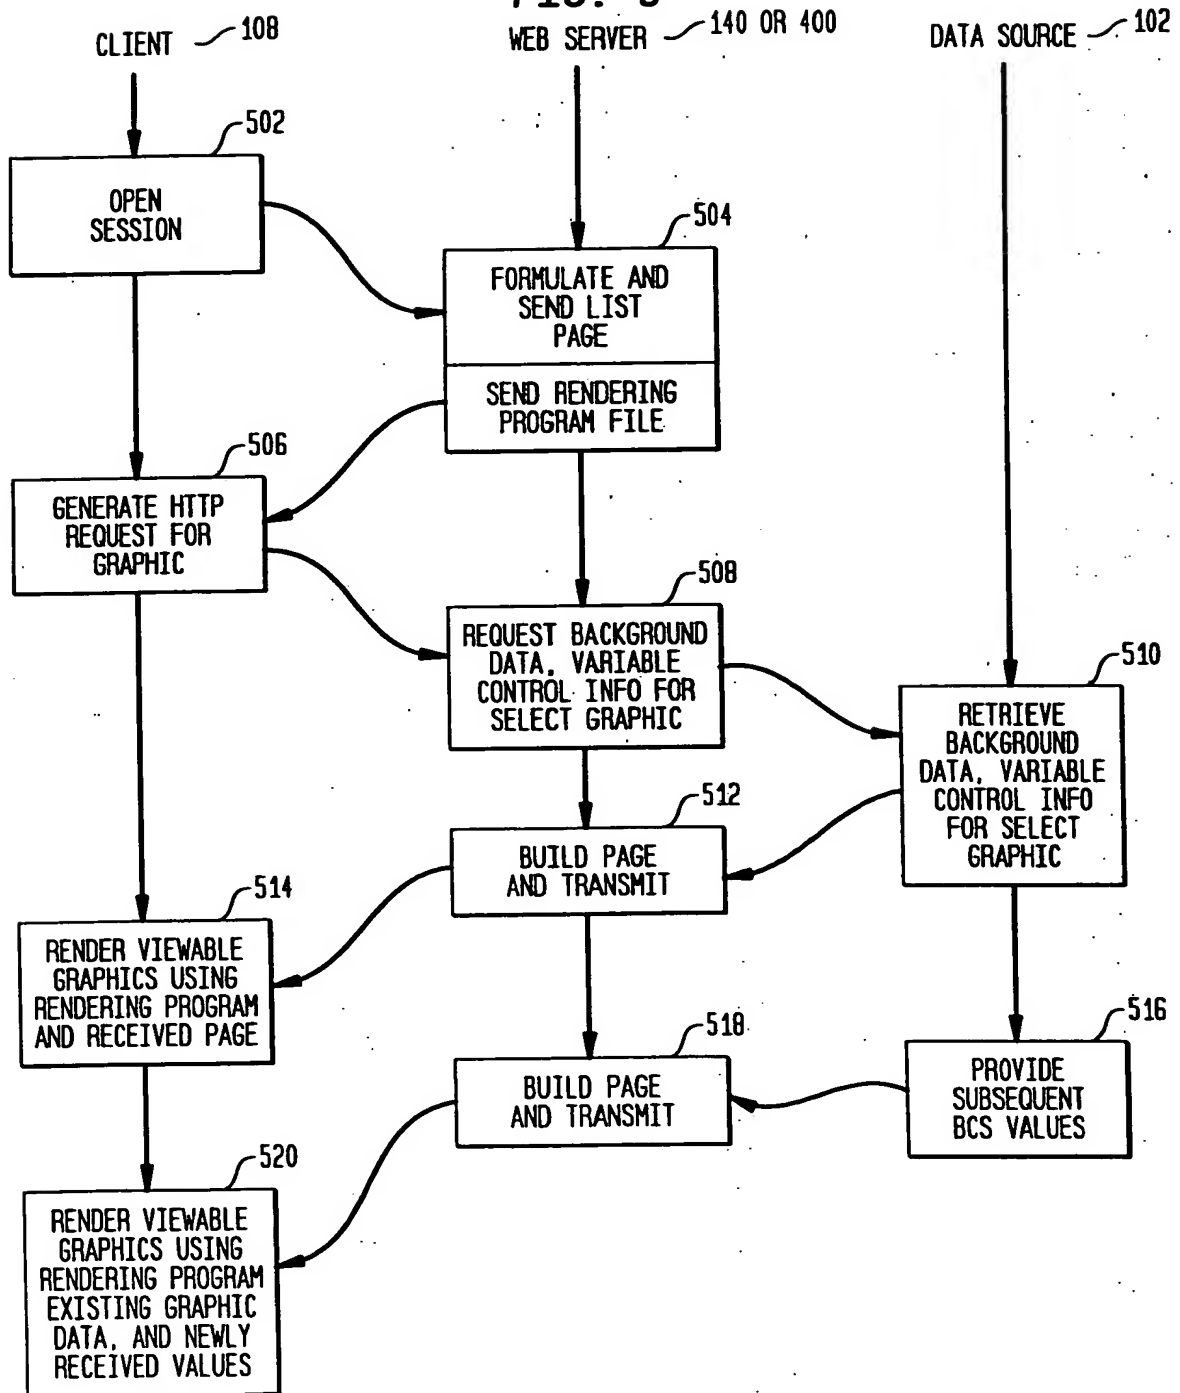 CLIENT 108
WEB SERVER 140 OR 400
DATA SOURCE 102
502
OPEN
SESSION
504
FORMULATE AND
SEND LIST
PAGE
SEND RENDERING
PROGRAM FILE
506
GENERATE HTTP
REQUEST FOR
GRAPHIC
508
REQUEST BACKGROUND
DATA, VARIABLE
CONTROL INFO FOR
SELECT GRAPHIC
510
RETRIEVE
BACKGROUND
DATA, VARIABLE
CONTROL INFO
FOR SELECT
GRAPHIC
512
BUILD PAGE
AND TRANSMIT
514
RENDER VIEWABLE
GRAPHICS USING
RENDERING PROGRAM
AND RECEIVED PAGE
516
PROVIDE
SUBSEQUENT
BCS VALUES
518
BUILD PAGE
AND TRANSMIT
520
RENDER VIEWABLE
GRAPHICS USING
RENDERING PROGRAM
EXISTING GRAPHIC
DATA, AND NEWLY
RECEIVED VALUES